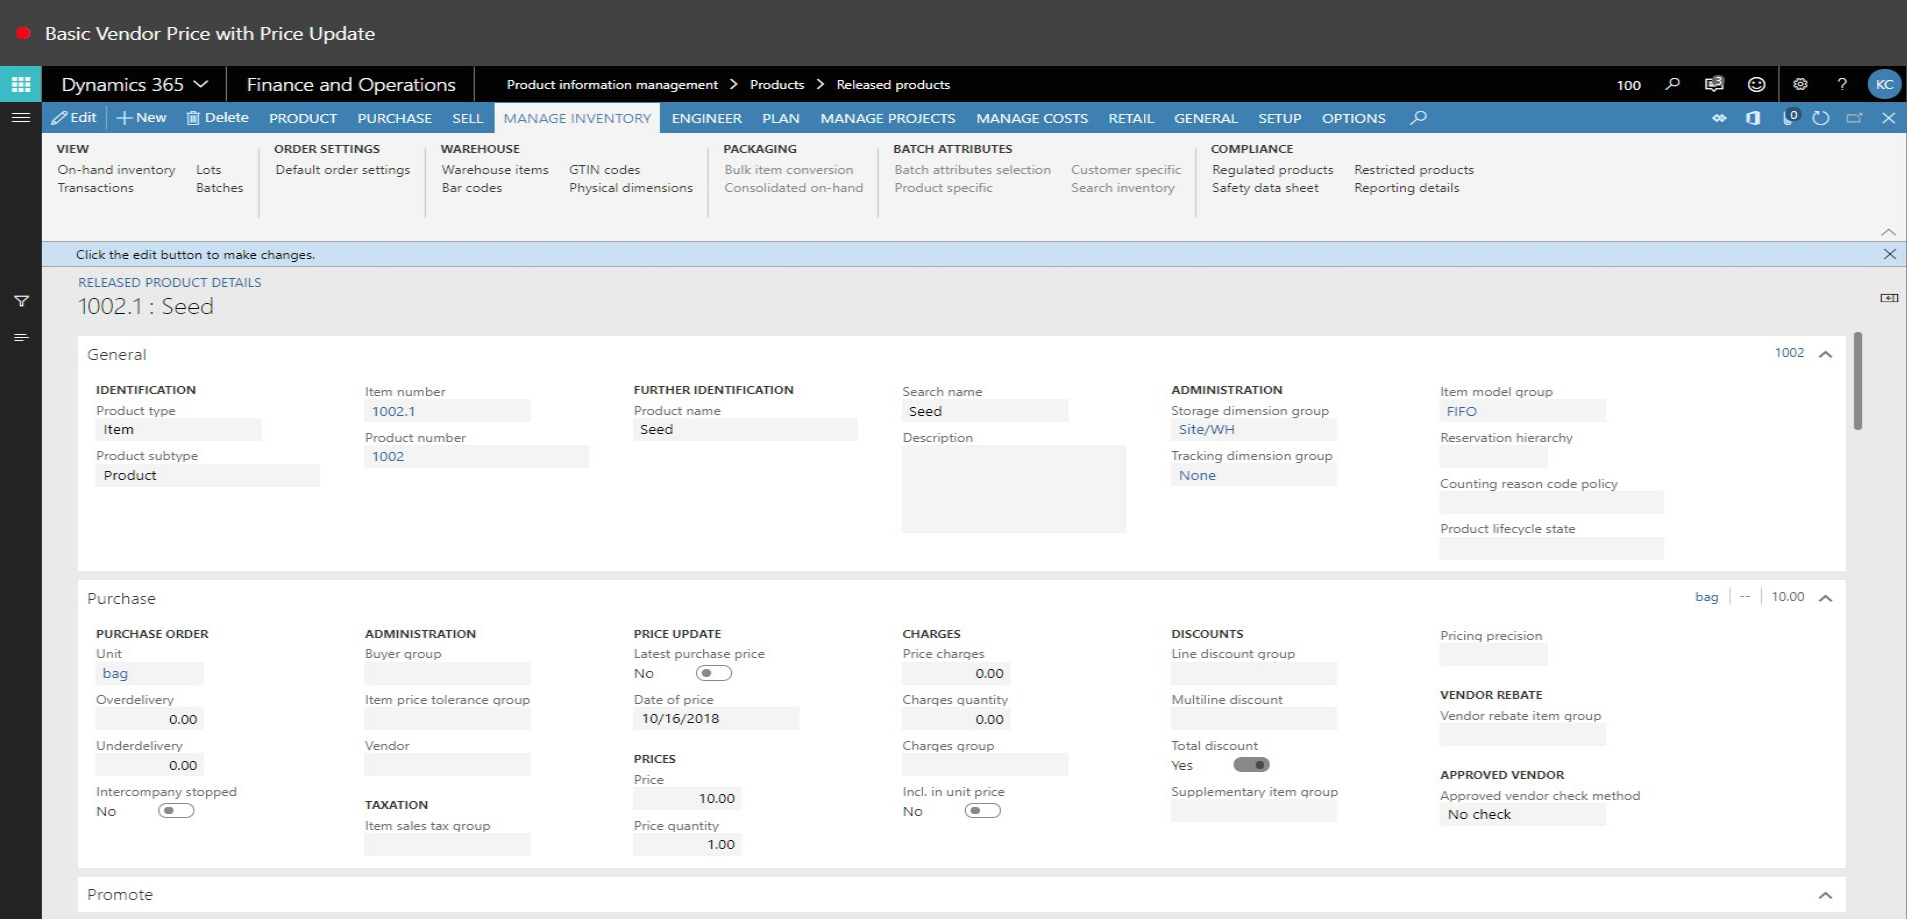 Basic Vendor Price with Price Update
Dynamics 365 Finance and Operations Product information management > Products > Released products 100 3 ? KC
Edit New Delete PRODUCT PURCHASE SELL MANAGE INVENTORY ENGINEER PLAN MANAGE PROJECTS MANAGE COSTS RETAIL GENERAL SETUP OPTIONS 0
VIEW ORDER SETTINGS WAREHOUSE PACKAGING BATCH ATTRIBUTES COMPLIANCE
On-hand inventory Lots Default order settings Warehouse items GTIN codes Bulk item conversion Batch attributes selection Customer specific Regulated products Restricted products
Transactions Batches Bar codes Physical dimensions Consolidated on-hand Product specific Search inventory Safety data sheet Reporting details
Click the edit button to make changes.
RELEASED PRODUCT DETAILS
1002.1 : Seed
General 1002
IDENTIFICATION
Product type
Item
Product subtype
Product
Item number
1002.1
Product number
1002
FURTHER IDENTIFICATION
Product name
Seed
Search name
Seed
Description
ADMINISTRATION
Storage dimension group
Site/WH
Tracking dimension group
None
Item model group
FIFO
Reservation hierarchy
Counting reason code policy
Product lifecycle state
Purchase bag | -- | 10.00
PURCHASE ORDER
Unit
bag
Overdelivery
0.00
Underdelivery
0.00
Intercompany stopped
No
ADMINISTRATION
Buyer group
Item price tolerance group
Vendor
TAXATION
Item sales tax group
PRICE UPDATE
Latest purchase price
No
Date of price
10/16/2018
PRICES
Price
10.00
Price quantity
1.00
CHARGES
Price charges
0.00
Charges quantity
0.00
Charges group
Incl. in unit price
No
DISCOUNTS
Line discount group
Multiline discount
Total discount
Yes
Supplementary item group
Pricing precision
VENDOR REBATE
Vendor rebate item group
APPROVED VENDOR
Approved vendor check method
No check
Promote